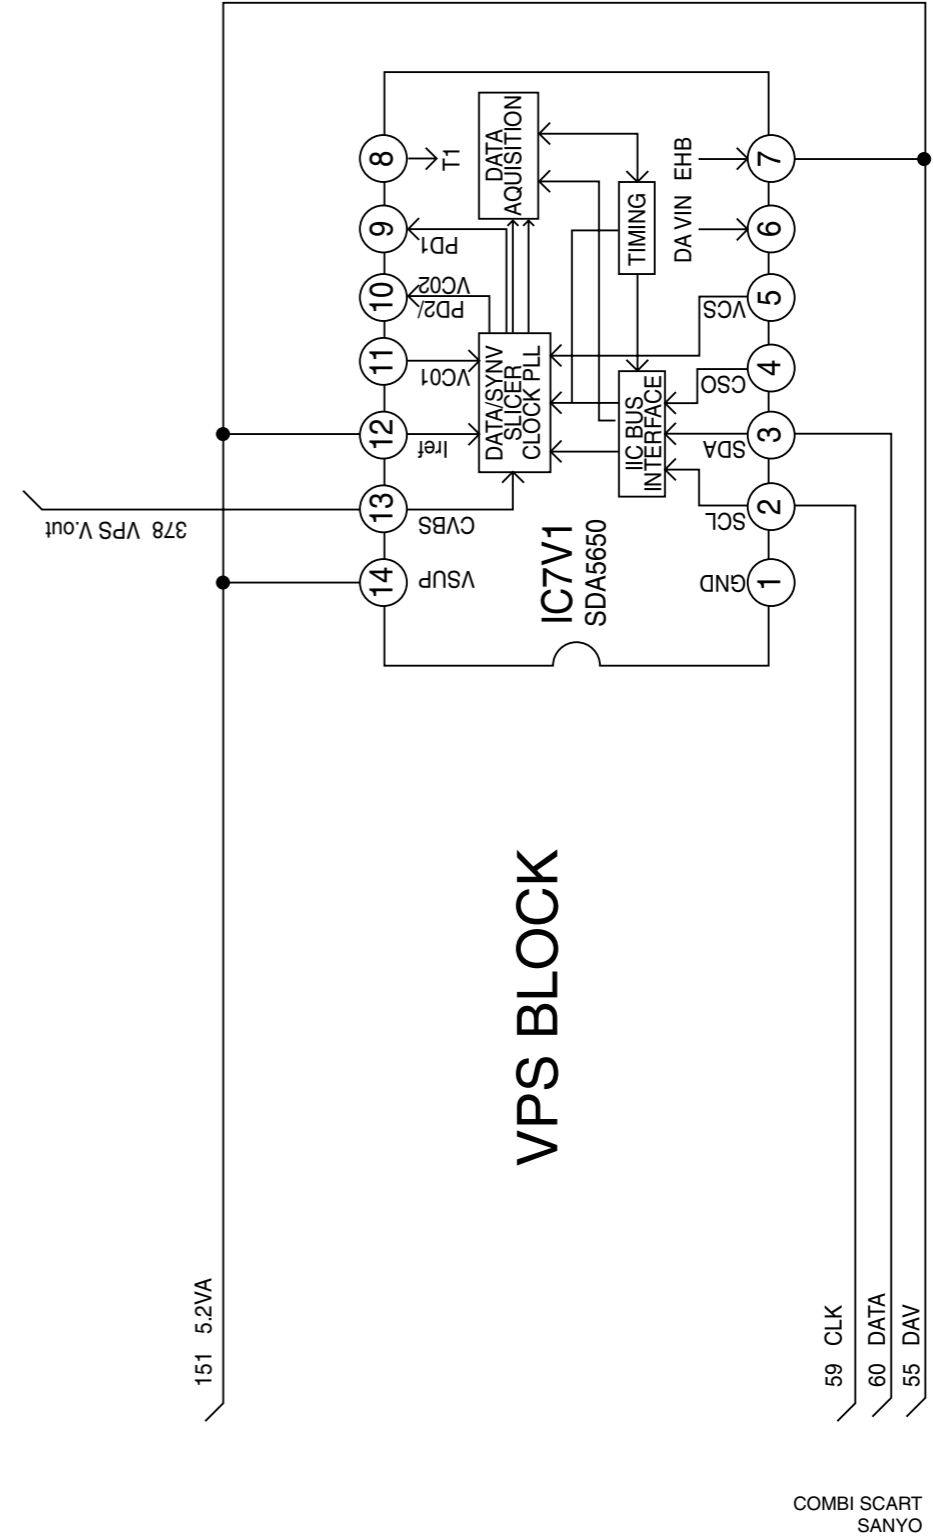 378 VPS V.out
151 5.2VA
14
13
12
11
10
9
8
VSUP
CVBS
Iref
VC01
PD2/
VC02
PD1
T1
DATA/SYNV
SLICER
CLOCK PLL
DATA
AQUISITION
IC7V1
SDA5650
IIC BUS
INTERFACE
TIMING
GND
SCL
SDA
CSO
VCS
DA VIN
EHB
1
2
3
4
5
6
7
VPS BLOCK
59 CLK
60 DATA
55 DAV
COMBI SCART
SANYO